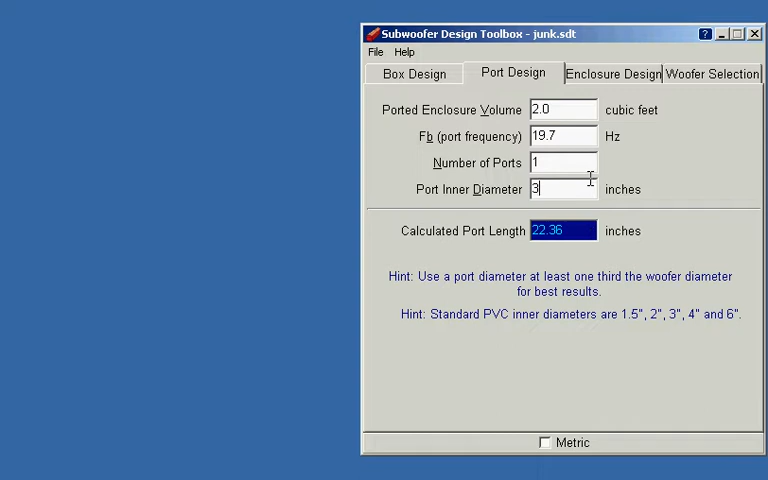 Subwoofer Design Toolbox - junk.sdt
File Help
Box Design Port Design Enclosure Design Woofer Selection
Ported Enclosure Volume 2.0 cubic feet
Fb (port frequency) 19.7 Hz
Number of Ports 1
Port Inner Diameter 3 inches
Calculated Port Length 22.36 inches
Hint: Use a port diameter at least one third the woofer diameter
for best results.
Hint: Standard PVC inner diameters are 1.5", 2", 3", 4" and 6".
Metric